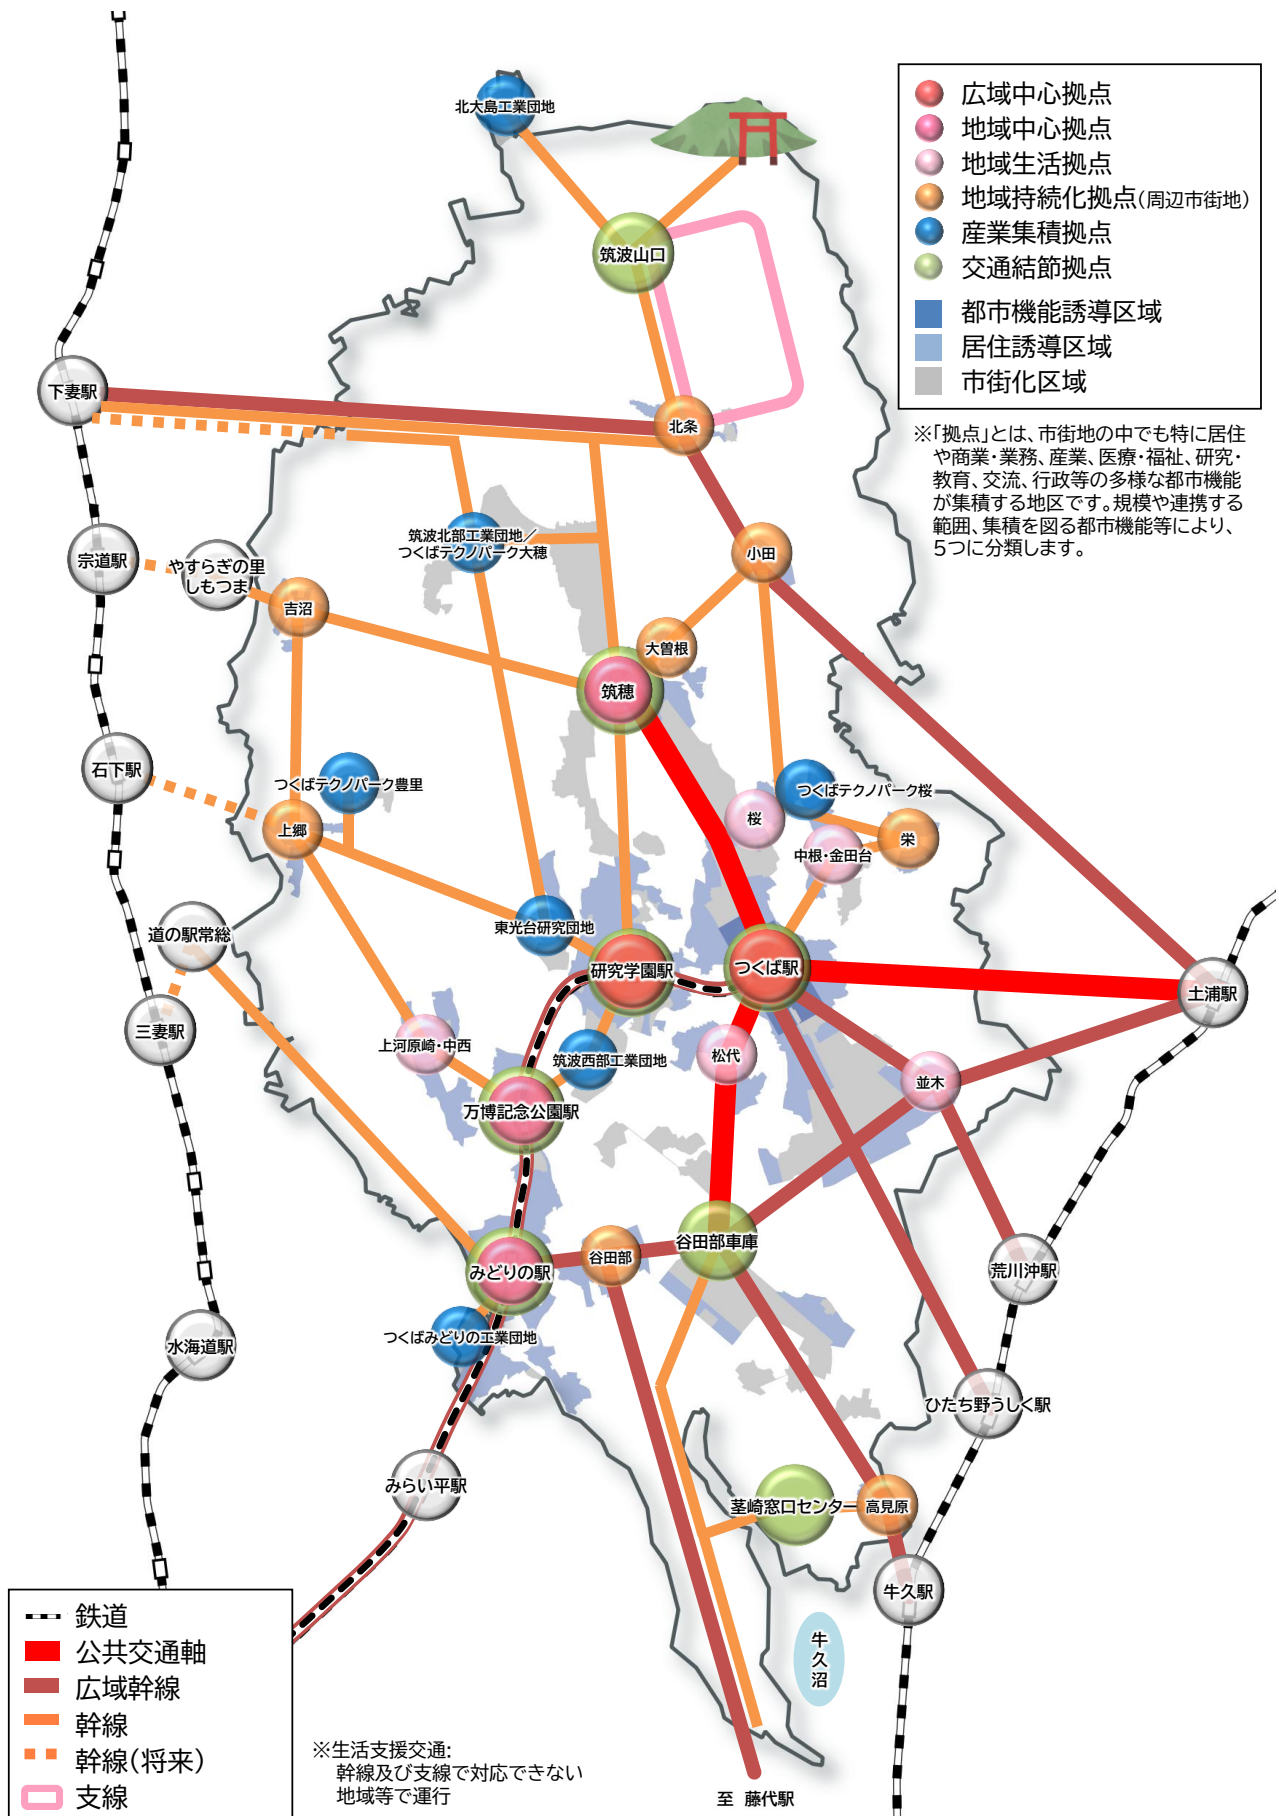 北大島工業団地
広域中心拠点
地域中心拠点
地域生活拠点
地域持続化拠点(周辺市街地)
産業集積拠点
交通結節拠点
都市機能誘導区域
居住誘導区域
市街化区域
※「拠点」とは、市街地の中でも特に居住
や商業・業務、産業、医療・福祉、研究・
教育、交流、行政等の多様な都市機能
が集積する地区です。規模や連携する
範囲、集積を図る都市機能等により、
5つに分類します。
筑波山口
下妻駅
北条
筑波北部工業団地/
つくばテクノパーク大穂
小田
宗道駅
やすらぎの里
しもつま
吉沼
大曽根
筑穂
石下駅
つくばテクノパーク豊里
つくばテクノパーク桜
上郷
桜
栄
中根・金田台
道の駅常総
東光台研究団地
研究学園駅
つくば駅
土浦駅
三妻駅
上河原崎・中西
筑波西部工業団地
松代
並木
万博記念公園駅
谷田部車庫
谷田部
みどりの駅
荒川沖駅
つくばみどりの工業団地
水海道駅
ひたち野うしく駅
みらい平駅
茎崎窓口センター
高見原
牛久駅
牛久沼
鉄道
公共交通軸
広域幹線
幹線
幹線(将来)
支線
※生活支援交通:
幹線及び支線で対応できない
地域等で運行
至 藤代駅